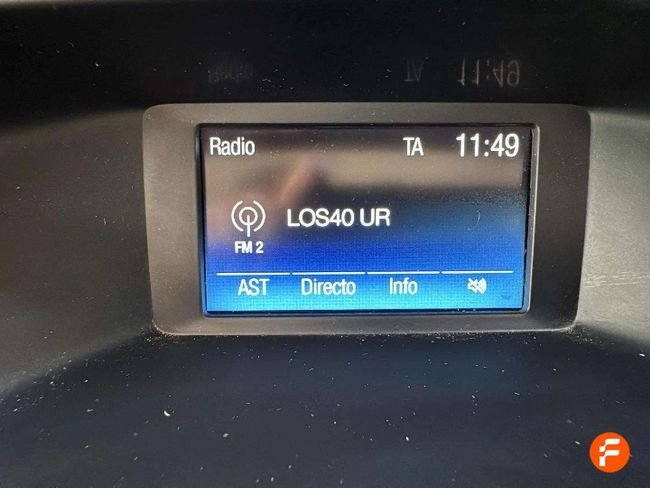 Radio TA 11:49
LOS40 UR
FM 2
AST Directo Info